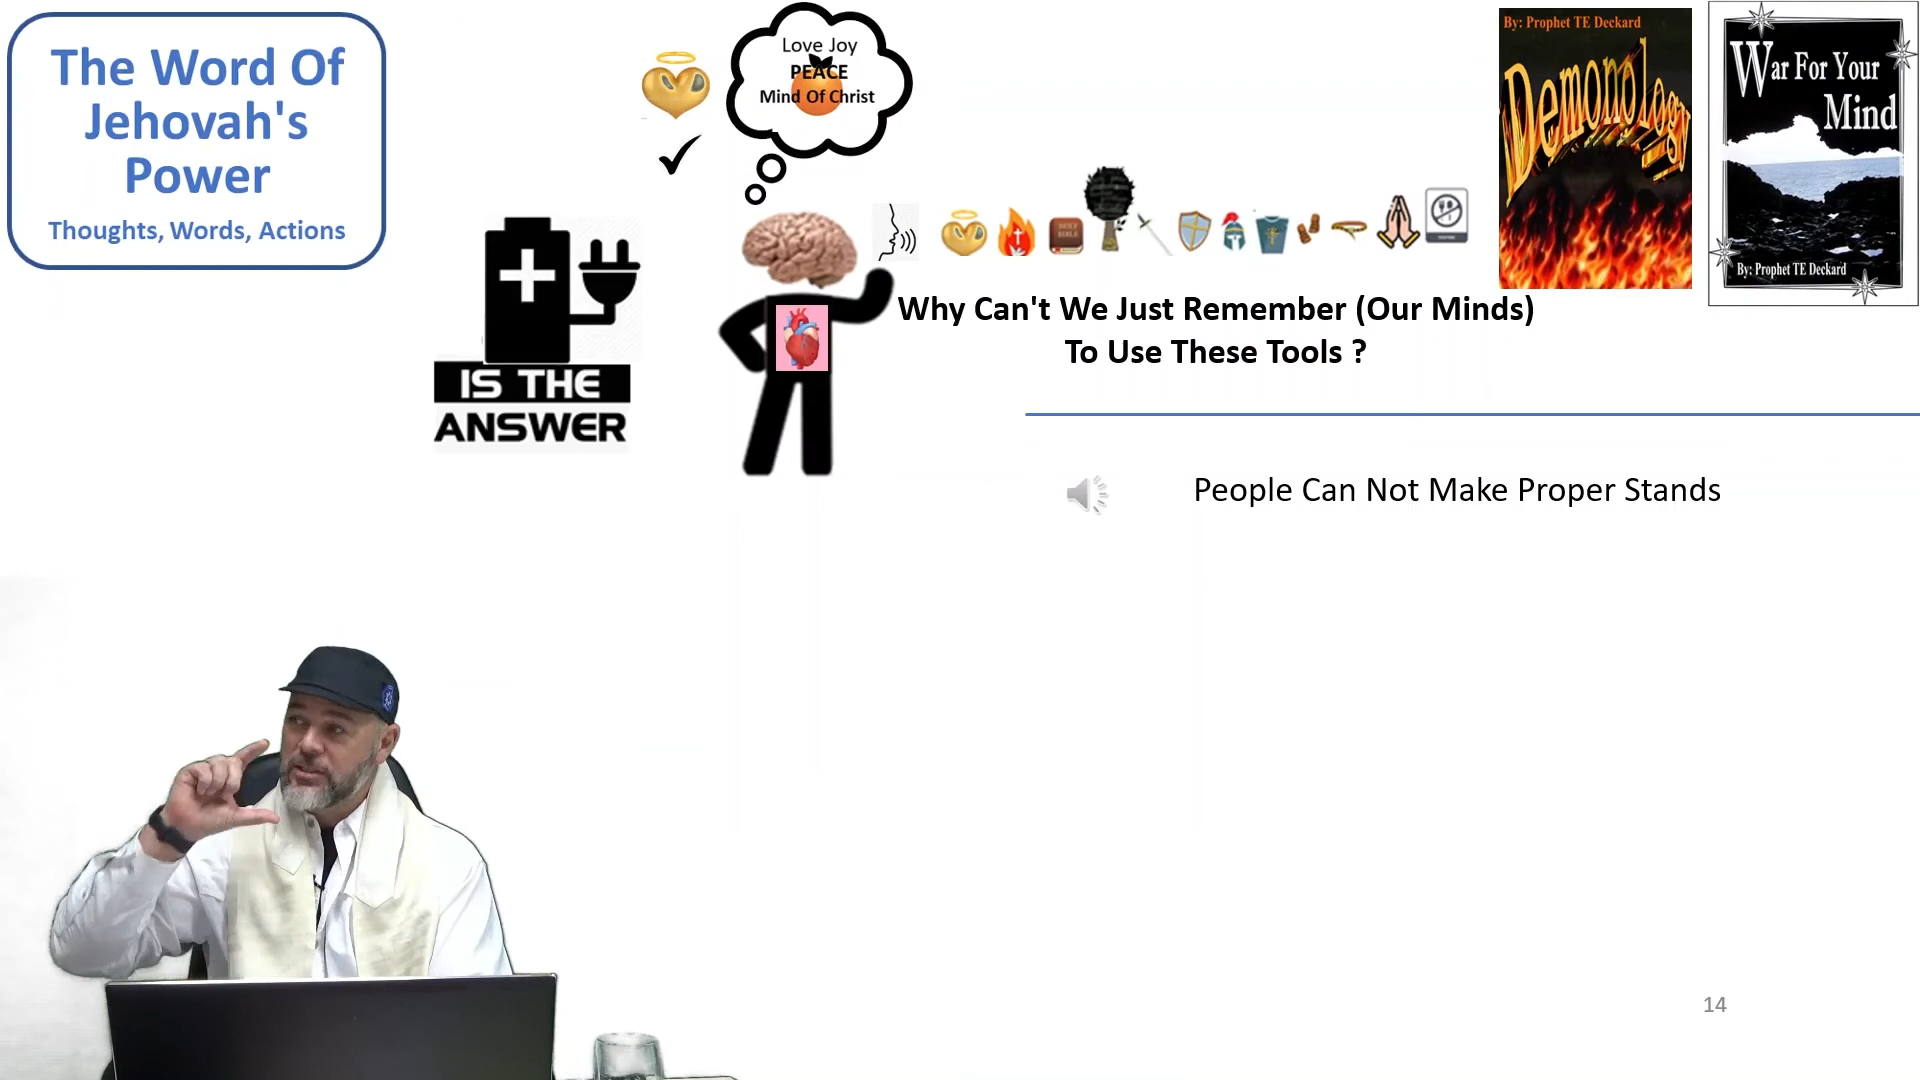 The Word Of
Jehovah's
Power
Thoughts, Words, Actions
Love Joy
PEACE
Mind Of Christ
IS THE
ANSWER
HOLY
BIBLE
Why Can't We Just Remember (Our Minds)
To Use These Tools ?
By: Prophet TE Deckard
Demonology
War For Your
Mind
By: Prophet TE Deckard
People Can Not Make Proper Stands
14